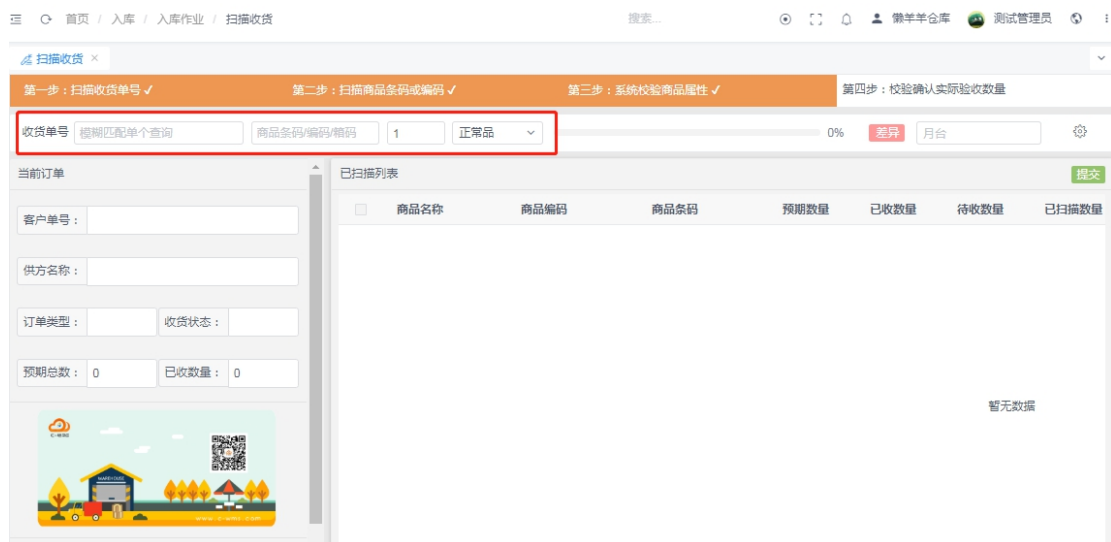 首页 / 入库 / 入库作业 / 扫描收货 搜索... 懒羊羊仓库 测试管理员
扫描收货 ×
第一步：扫描收货单号 ✓ 第二步：扫描商品条码或编码 ✓ 第三步：系统校验商品属性 ✓ 第四步：校验确认实际验收数量
收货单号 模糊匹配单个查询 商品条码/编码/箱码 1 正常品 0% 差异 月台
当前订单 已扫描列表 提交
商品名称 商品编码 商品条码 预期数量 已收数量 待收数量 已扫描数量
客户单号：
供方名称：
订单类型： 收货状态：
预期总数： 0 已收数量： 0
暂无数据
C-WMS
WAREHOUSE
www.c-wms.com